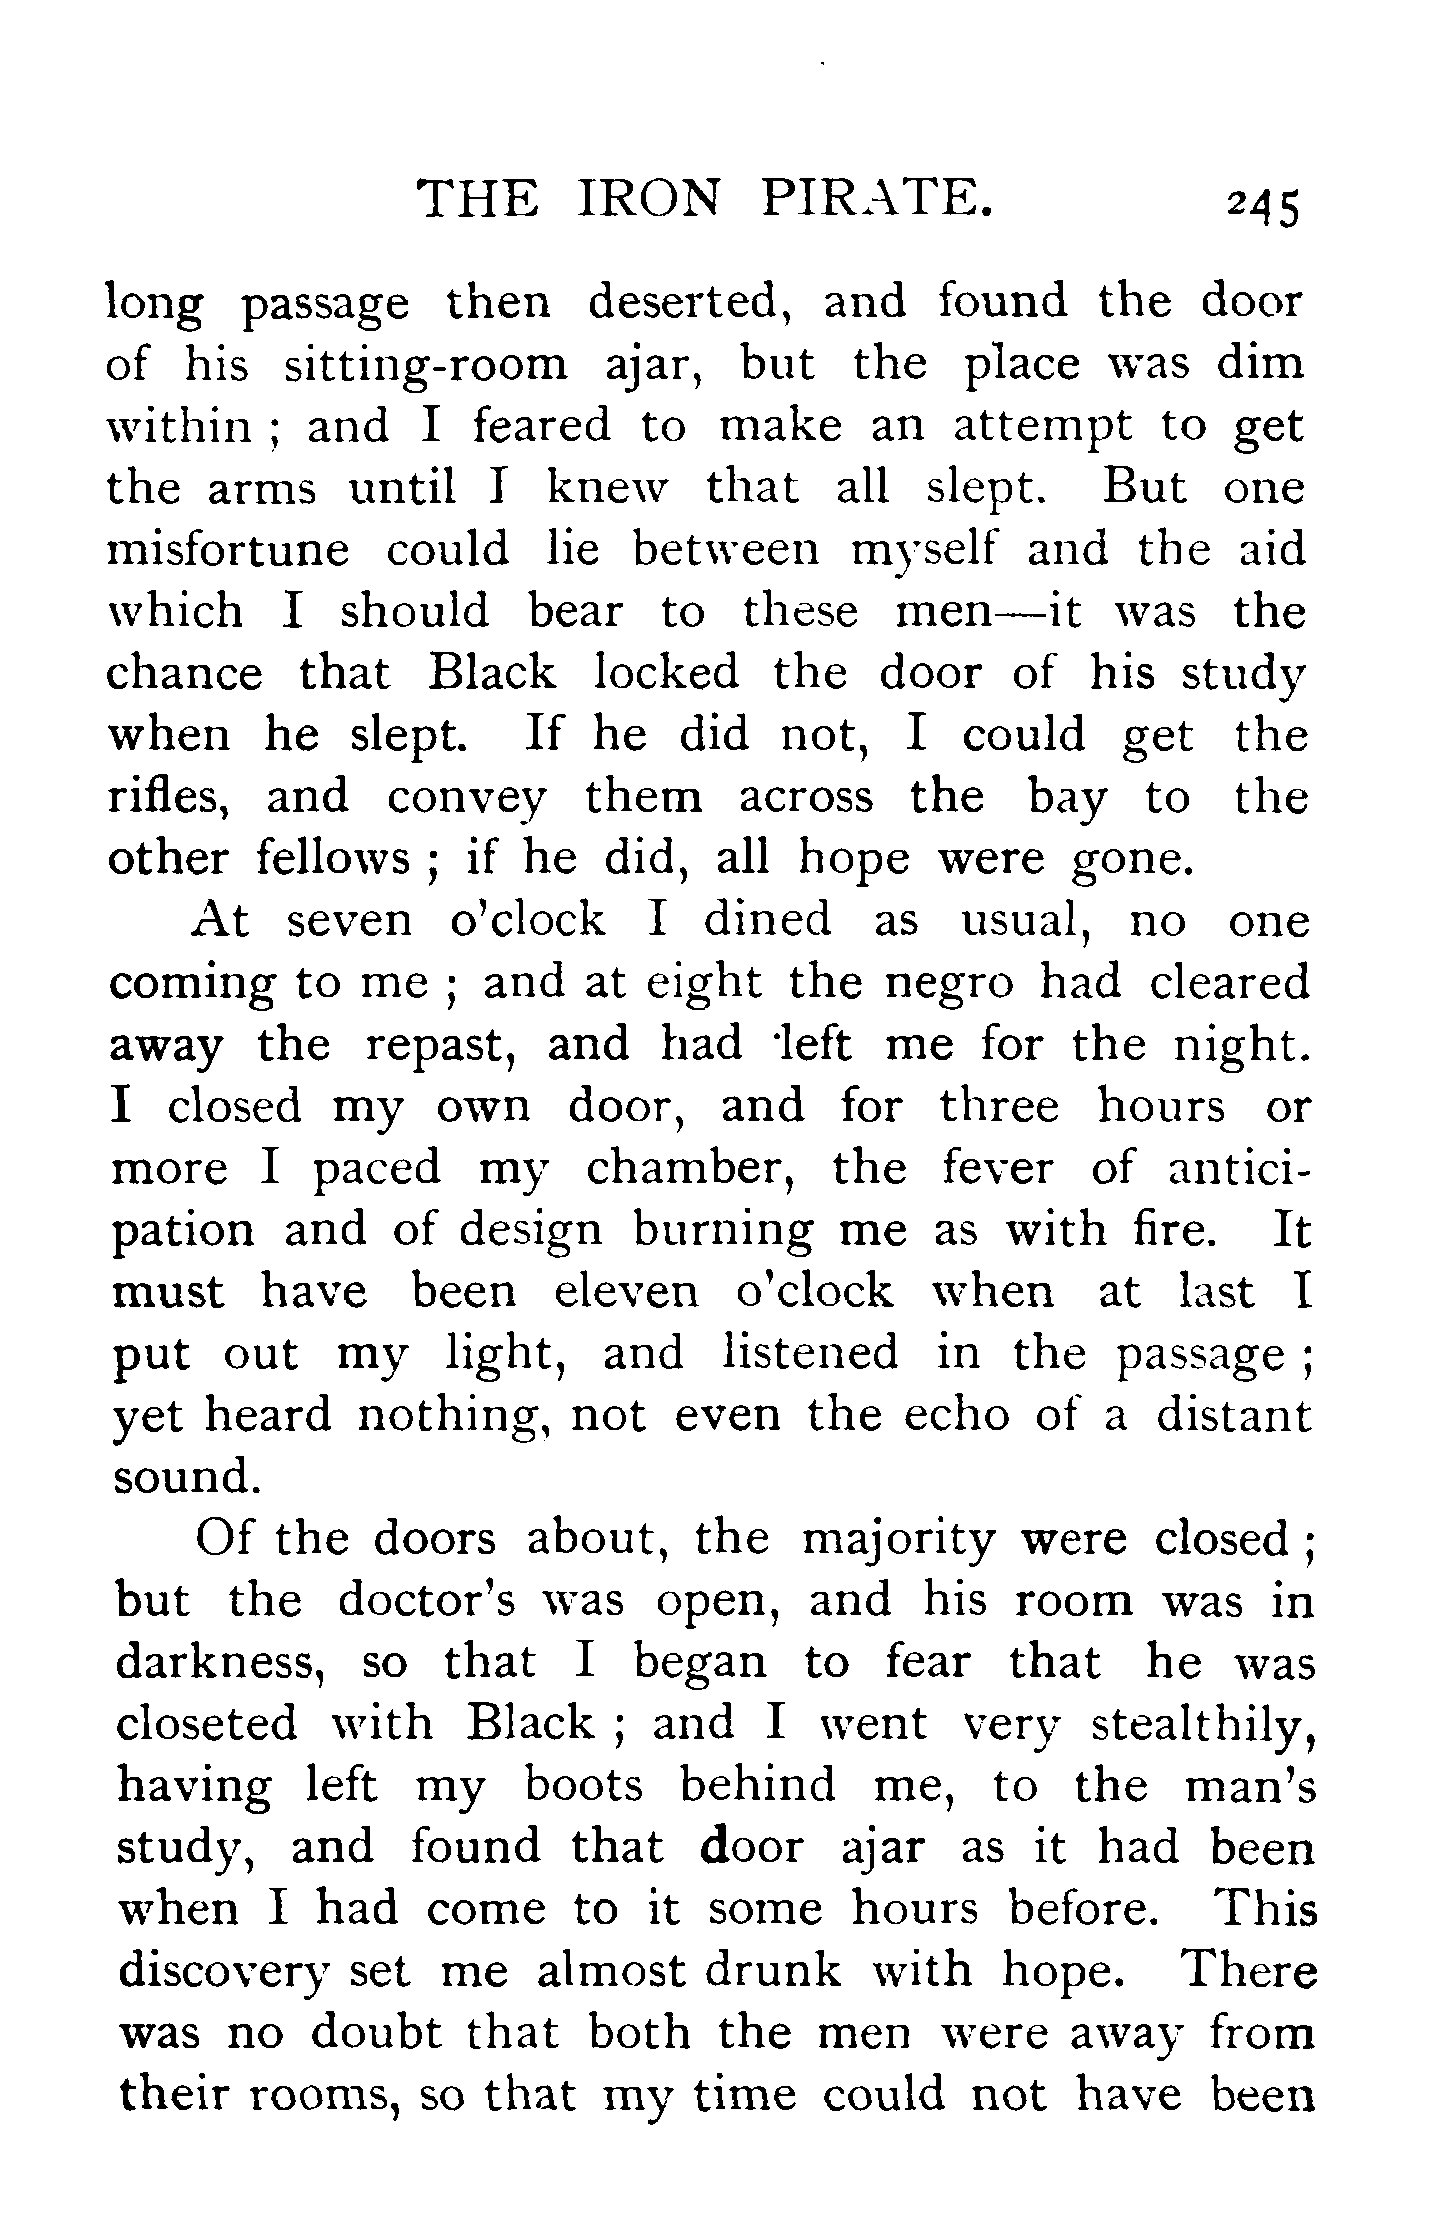 THE IRON PIRATE. 245
long passage then deserted, and found the door
of his sitting-room ajar, but the place was dim
within ; and I feared to make an attempt to get
the arms until I knew that all slept. But one
misfortune could lie between myself and the aid
which I should bear to these men—it was the
chance that Black locked the door of his study
when he slept. If he did not, I could get the
rifles, and convey them across the bay to the
other fellows ; if he did, all hope were gone.
At seven o'clock I dined as usual, no one
coming to me ; and at eight the negro had cleared
away the repast, and had left me for the night.
I closed my own door, and for three hours or
more I paced my chamber, the fever of antici-
pation and of design burning me as with fire. It
must have been eleven o'clock when at last I
put out my light, and listened in the passage ;
yet heard nothing, not even the echo of a distant
sound.
Of the doors about, the majority were closed ;
but the doctor's was open, and his room was in
darkness, so that I began to fear that he was
closeted with Black ; and I went very stealthily,
having left my boots behind me, to the man's
study, and found that door ajar as it had been
when I had come to it some hours before. This
discovery set me almost drunk with hope. There
was no doubt that both the men were away from
their rooms, so that my time could not have been